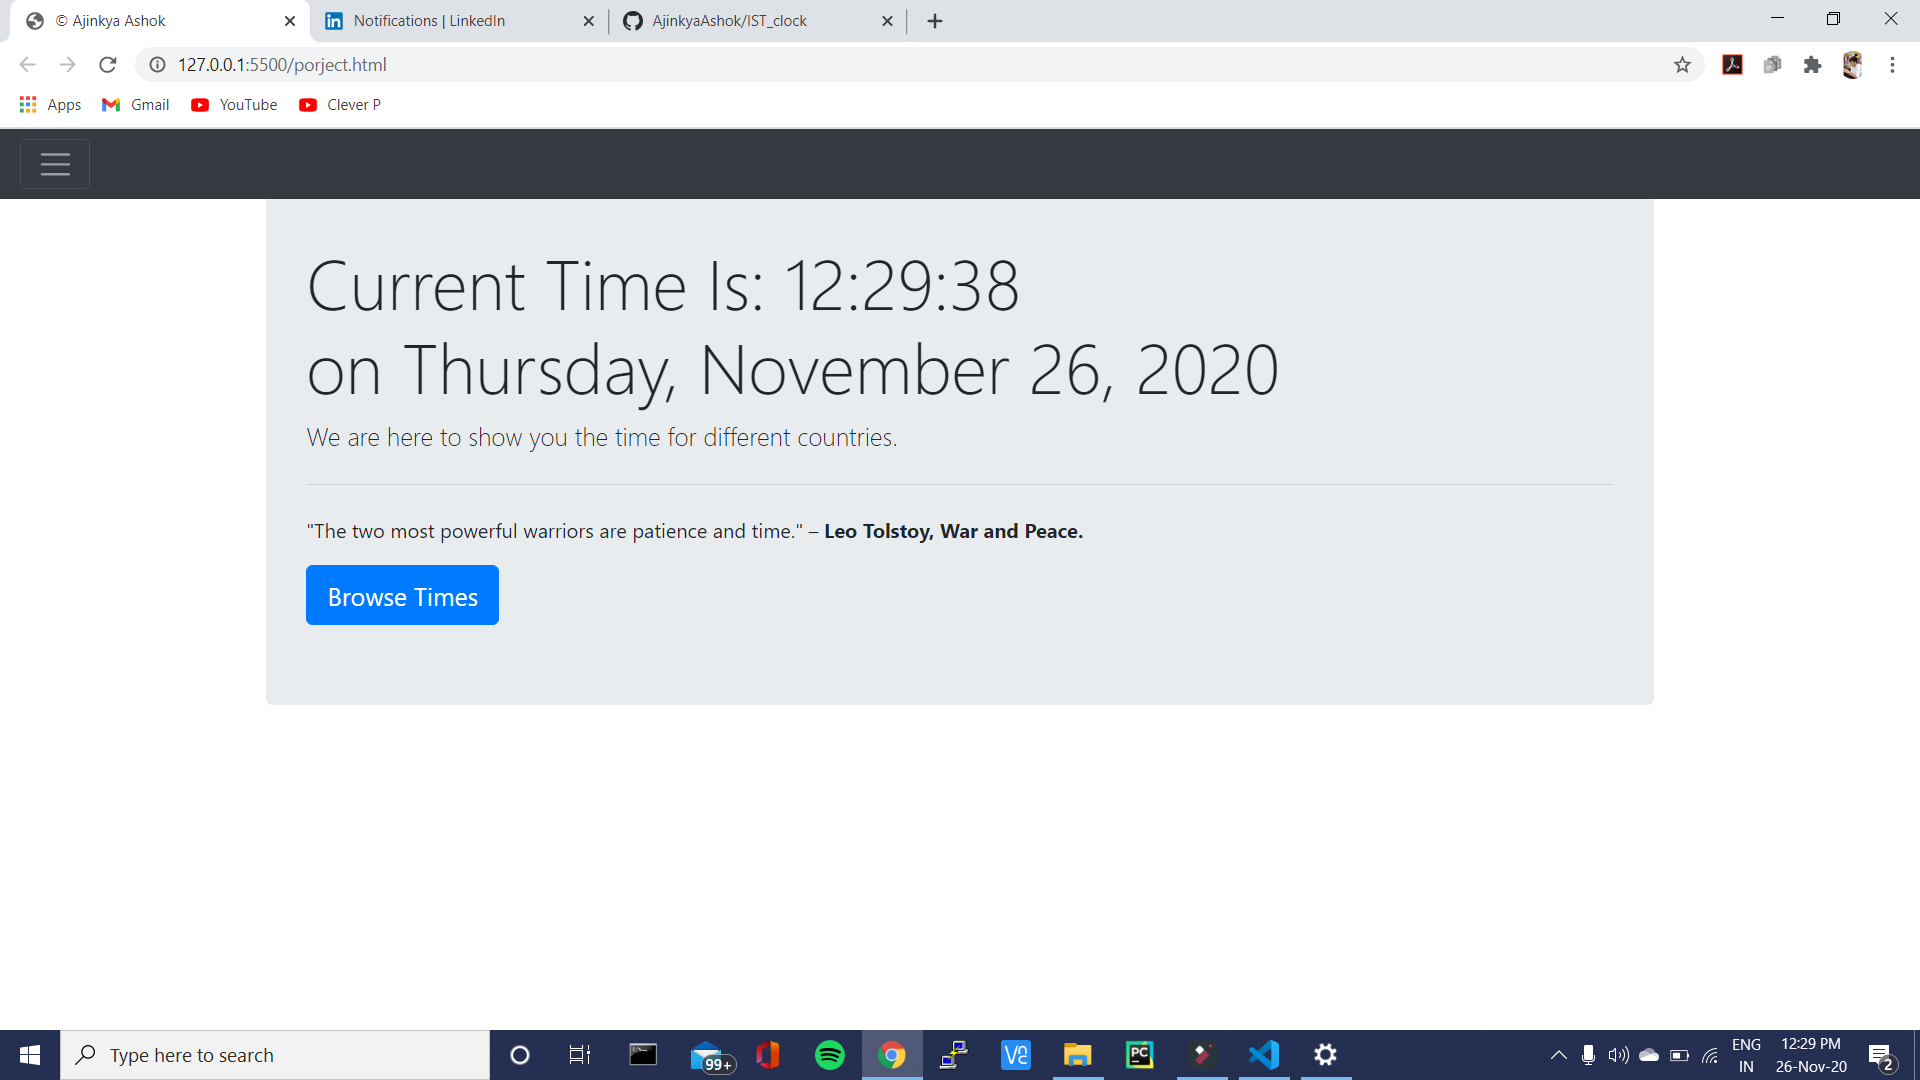 © Ajinkya Ashok
Notifications | LinkedIn
AjinkyaAshok/IST_clock
127.0.0.1:5500/porject.html
Apps
Gmail
YouTube
Clever P
Current Time Is: 12:29:38
on Thursday, November 26, 2020
We are here to show you the time for different countries.
"The two most powerful warriors are patience and time." – Leo Tolstoy, War and Peace.
Browse Times
Type here to search
99+
PC
ENG
IN
12:29 PM
26-Nov-20
2